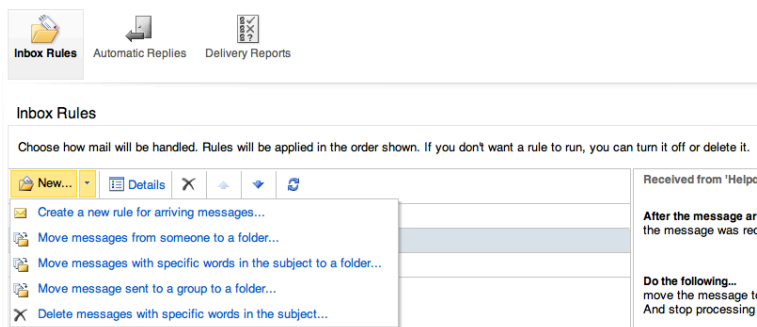 Inbox Rules Automatic Replies Delivery Reports
Inbox Rules
Choose how mail will be handled. Rules will be applied in the order shown. If you don't want a rule to run, you can turn it off or delete it.
New... Details
Received from 'Helpd
Create a new rule for arriving messages...
After the message ar
Move messages from someone to a folder...
the message was rec
Move messages with specific words in the subject to a folder...
Move message sent to a group to a folder...
Do the following...
move the message to
Delete messages with specific words in the subject...
And stop processing